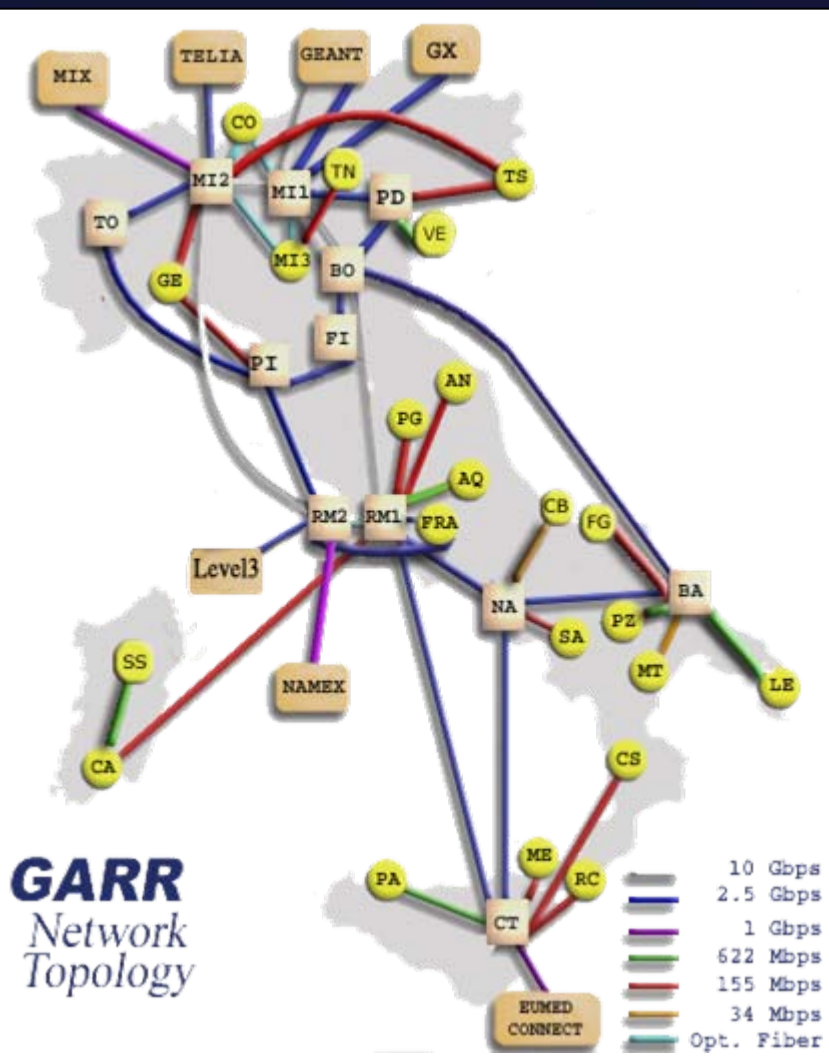 GX
TELIA
GEANT
MIX
CO
TN
TS
MI2
MI1
PD
TO
VE
MI3
GE
BO
FI
PI
AN
PG
AQ
RM2
RM1
FRA
CB
FG
Level3
NA
BA
PZ
SA
SS
MT
LE
NAMEX
CA
CS
ME
PA
RC
CT
EUMED
CONNECT
GARR
Network
Topology
10 Gbps
2.5 Gbps
1 Gbps
622 Mbps
155 Mbps
34 Mbps
Opt. Fiber